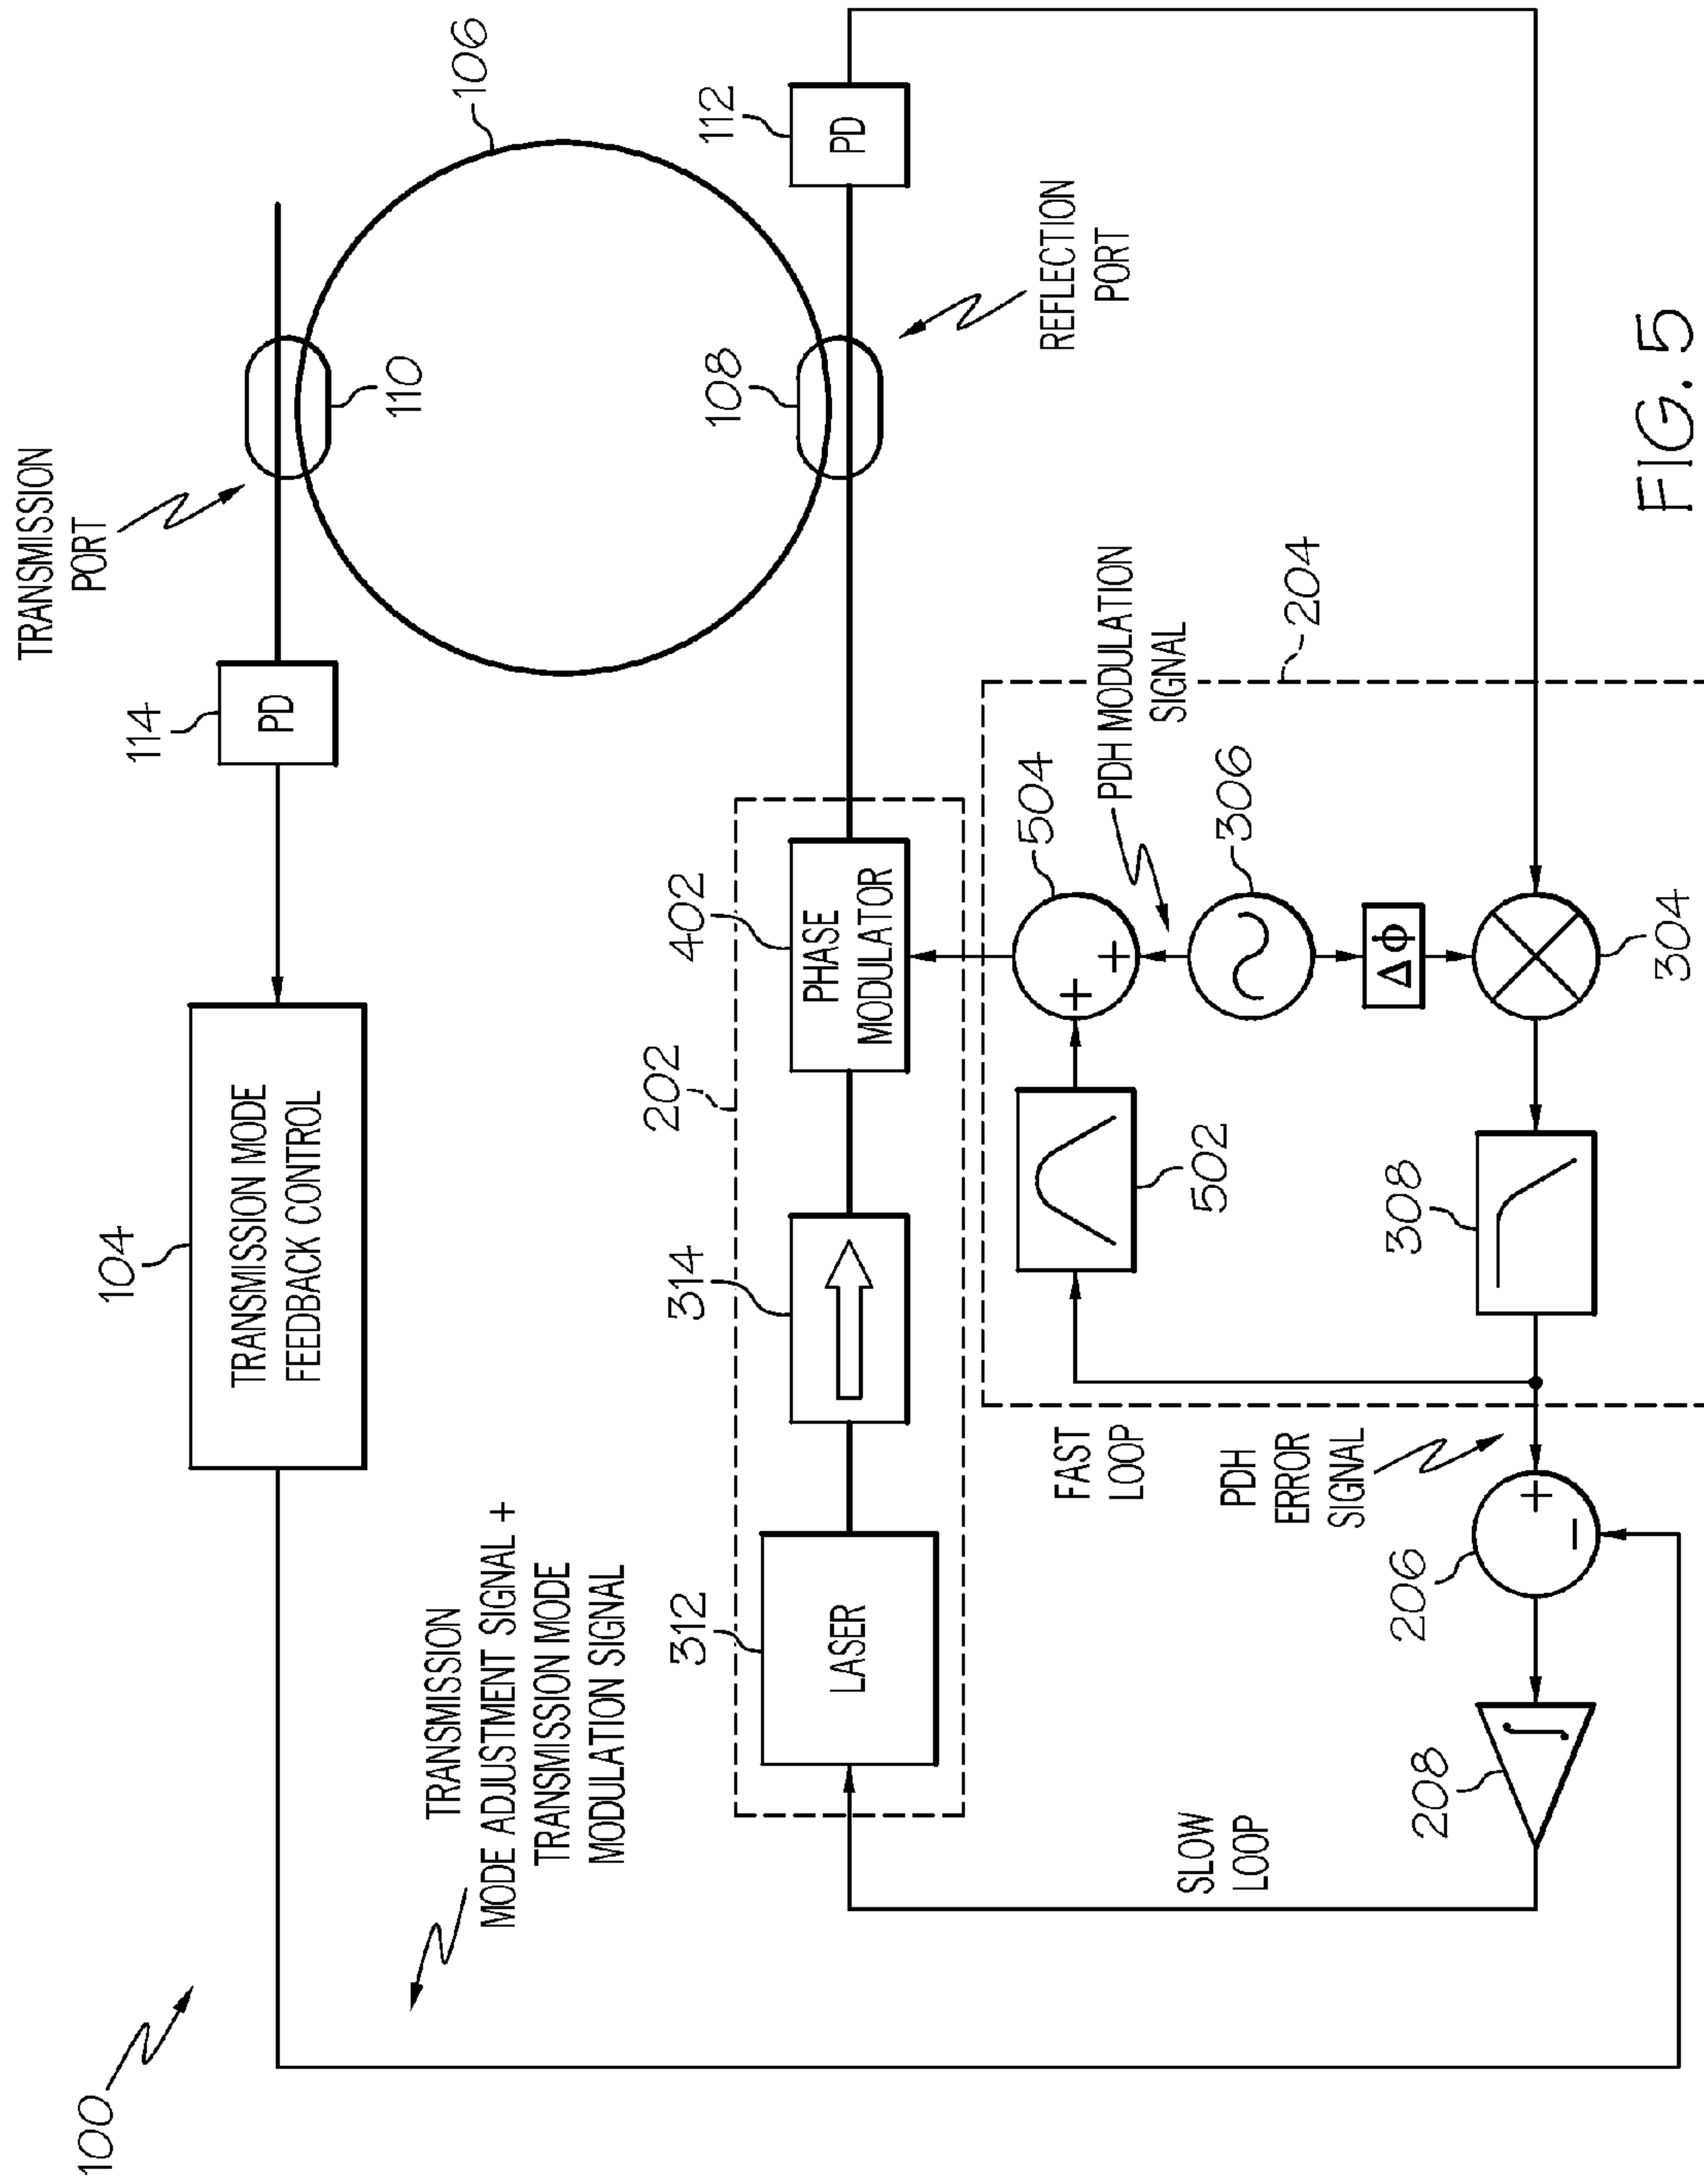 100
TRANSMISSION
MODE ADJUSTMENT SIGNAL +
TRANSMISSION MODE
MODULATION SIGNAL
104
TRANSMISSION MODE
FEEDBACK CONTROL
114
PD
TRANSMISSION
PORT
110
106
312
LASER
314
202
402
PHASE
MODULATOR
108
REFLECTION
PORT
112
PD
SLOW
LOOP
FAST
LOOP
502
+
+
504
PDH MODULATION
SIGNAL
204
306
Δϕ
304
308
PDH
ERROR
SIGNAL
206
+
−
208
∫
FIG. 5